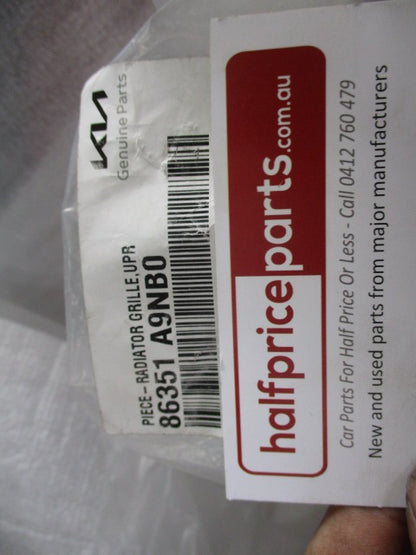 KIA
Genuine Parts
PIECE-RADIATOR GRILLE,UPR
86351 A9NB0
halfpriceparts.com.au
Car Parts For Half Price Or Less - Call 0412 760 479
New and used parts from major manufacturers